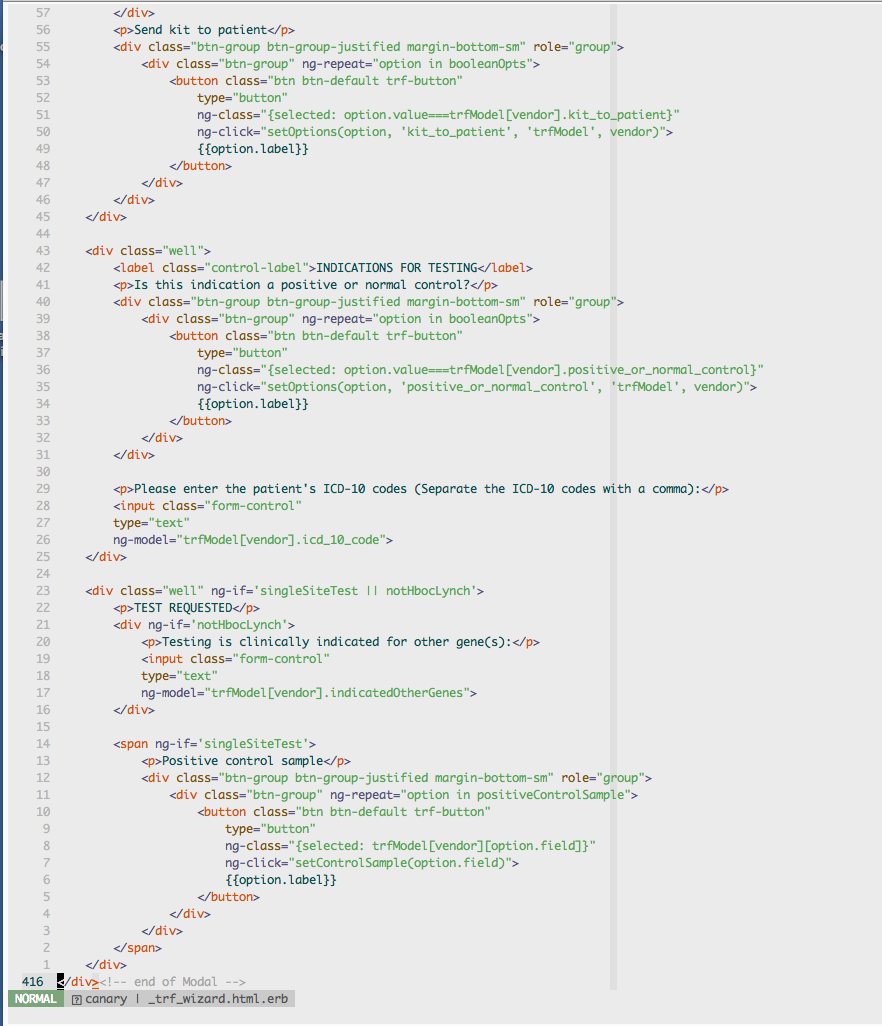 57         </div>
56         <p>Send kit to patient</p>
55         <div class="btn-group btn-group-justified margin-bottom-sm" role="group">
54             <div class="btn-group" ng-repeat="option in booleanOpts">
53                 <button class="btn btn-default trf-button"
52                     type="button"
51                     ng-class="{selected: option.value===trfModel[vendor].kit_to_patient}"
50                     ng-click="setOptions(option, 'kit_to_patient', 'trfModel', vendor)">
49                     {{option.label}}
48                 </button>
47             </div>
46         </div>
45     </div>
44
43     <div class="well">
42         <label class="control-label">INDICATIONS FOR TESTING</label>
41         <p>Is this indication a positive or normal control?</p>
40         <div class="btn-group btn-group-justified margin-bottom-sm" role="group">
39             <div class="btn-group" ng-repeat="option in booleanOpts">
38                 <button class="btn btn-default trf-button"
37                     type="button"
36                     ng-class="{selected: option.value===trfModel[vendor].positive_or_normal_control}"
35                     ng-click="setOptions(option, 'positive_or_normal_control', 'trfModel', vendor)">
34                     {{option.label}}
33                 </button>
32             </div>
31         </div>
30
29         <p>Please enter the patient's ICD-10 codes (Separate the ICD-10 codes with a comma):</p>
28         <input class="form-control"
27         type="text"
26         ng-model="trfModel[vendor].icd_10_code">
25     </div>
24
23     <div class="well" ng-if='singleSiteTest || notHbocLynch'>
22         <p>TEST REQUESTED</p>
21         <div ng-if='notHbocLynch'>
20             <p>Testing is clinically indicated for other gene(s):</p>
19             <input class="form-control"
18             type="text"
17             ng-model="trfModel[vendor].indicatedOtherGenes">
16         </div>
15
14         <span ng-if='singleSiteTest'>
13             <p>Positive control sample</p>
12             <div class="btn-group btn-group-justified margin-bottom-sm" role="group">
11                 <div class="btn-group" ng-repeat="option in positiveControlSample">
10                     <button class="btn btn-default trf-button"
9                         type="button"
8                         ng-class="{selected: trfModel[vendor][option.field]}"
7                         ng-click="setControlSample(option.field)">
6                         {{option.label}}
5                     </button>
4                 </div>
3             </div>
2         </span>
1     </div>
416 </div><!-- end of Modal -->
NORMAL [?] canary | _trf_wizard.html.erb